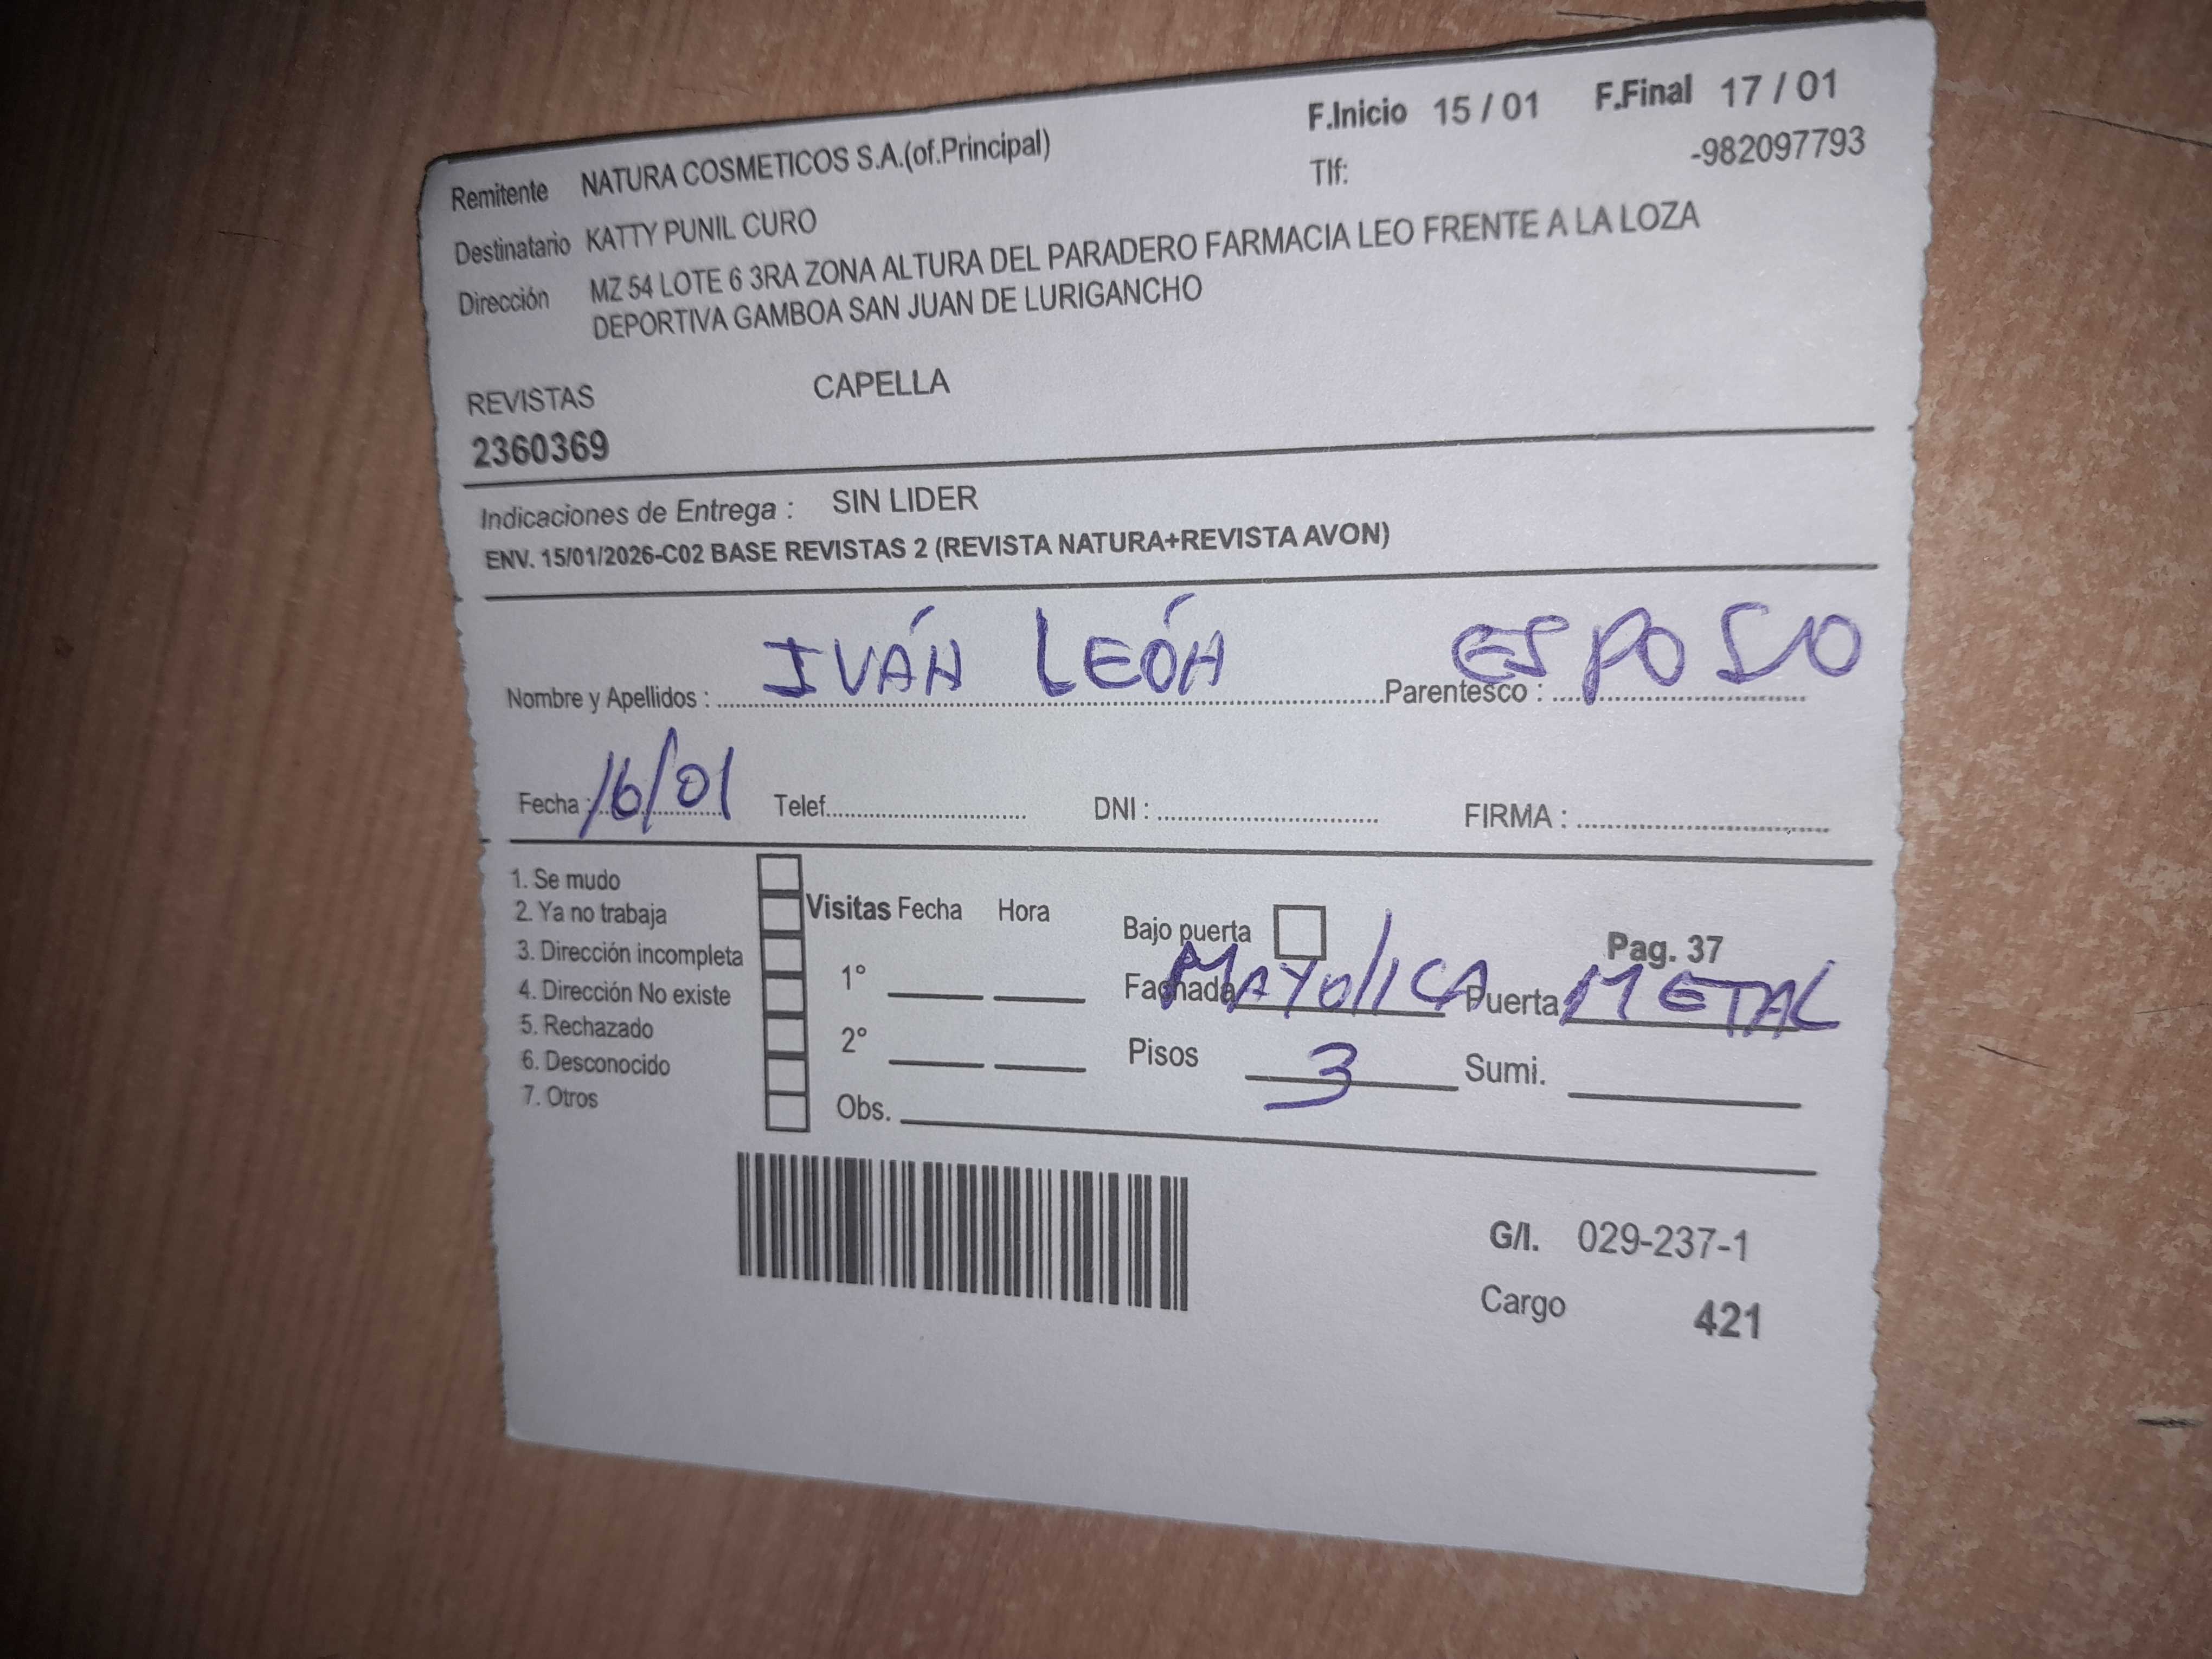 F.Inicio 15 / 01 F.Final 17 / 01
Remitente NATURA COSMETICOS S.A.(of.Principal) Tlf: -982097793
Destinatario KATTY PUNIL CURO
Dirección MZ 54 LOTE 6 3RA ZONA ALTURA DEL PARADERO FARMACIA LEO FRENTE A LA LOZA
DEPORTIVA GAMBOA SAN JUAN DE LURIGANCHO
REVISTAS CAPELLA
2360369
Indicaciones de Entrega : SIN LIDER
ENV. 15/01/2026-C02 BASE REVISTAS 2 (REVISTA NATURA+REVISTA AVON)
Nombre y Apellidos : IVÁN LEÓN Parentesco : ESPOSO
Fecha : 16/01 Telef. DNI : FIRMA :
1. Se mudo
2. Ya no trabaja
3. Dirección incompleta
4. Dirección No existe
5. Rechazado
6. Desconocido
7. Otros
Visitas Fecha Hora
1°
2°
Obs.
Bajo puerta Pag. 37
Fachada MAYOLICA Puerta METAL
Pisos 3 Sumi.
G/I. 029-237-1
Cargo 421